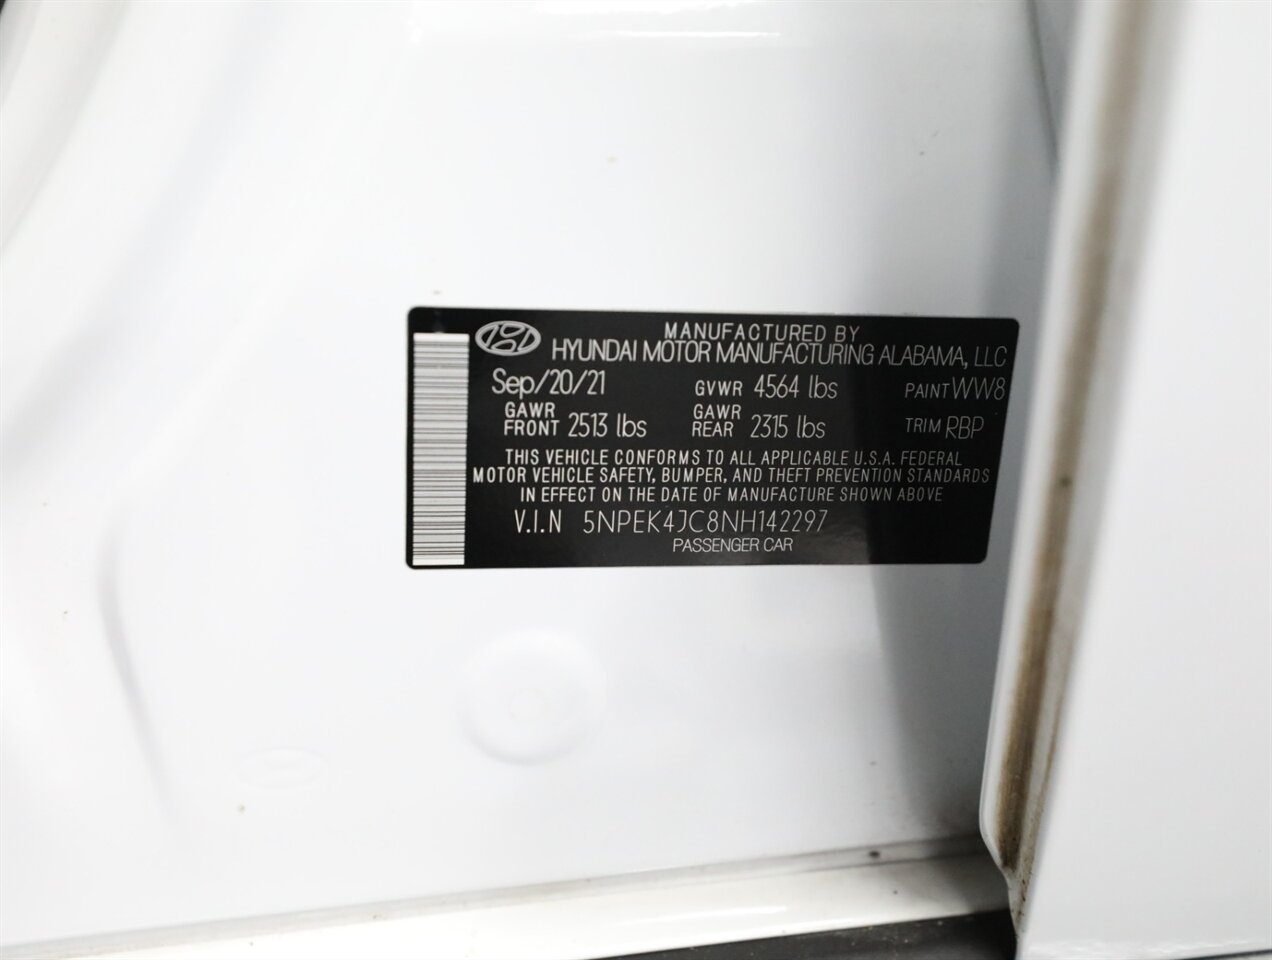 MANUFACTURED BY
HYUNDAI MOTOR MANUFACTURING ALABAMA, LLC
Sep/20/21 GVWR 4564 lbs PAINT WW8
GAWR FRONT 2513 lbs GAWR REAR 2315 lbs TRIM RBP
THIS VEHICLE CONFORMS TO ALL APPLICABLE U.S.A. FEDERAL
MOTOR VEHICLE SAFETY, BUMPER, AND THEFT PREVENTION STANDARDS
IN EFFECT ON THE DATE OF MANUFACTURE SHOWN ABOVE
V.I.N 5NPEK4JC8NH142297
PASSENGER CAR